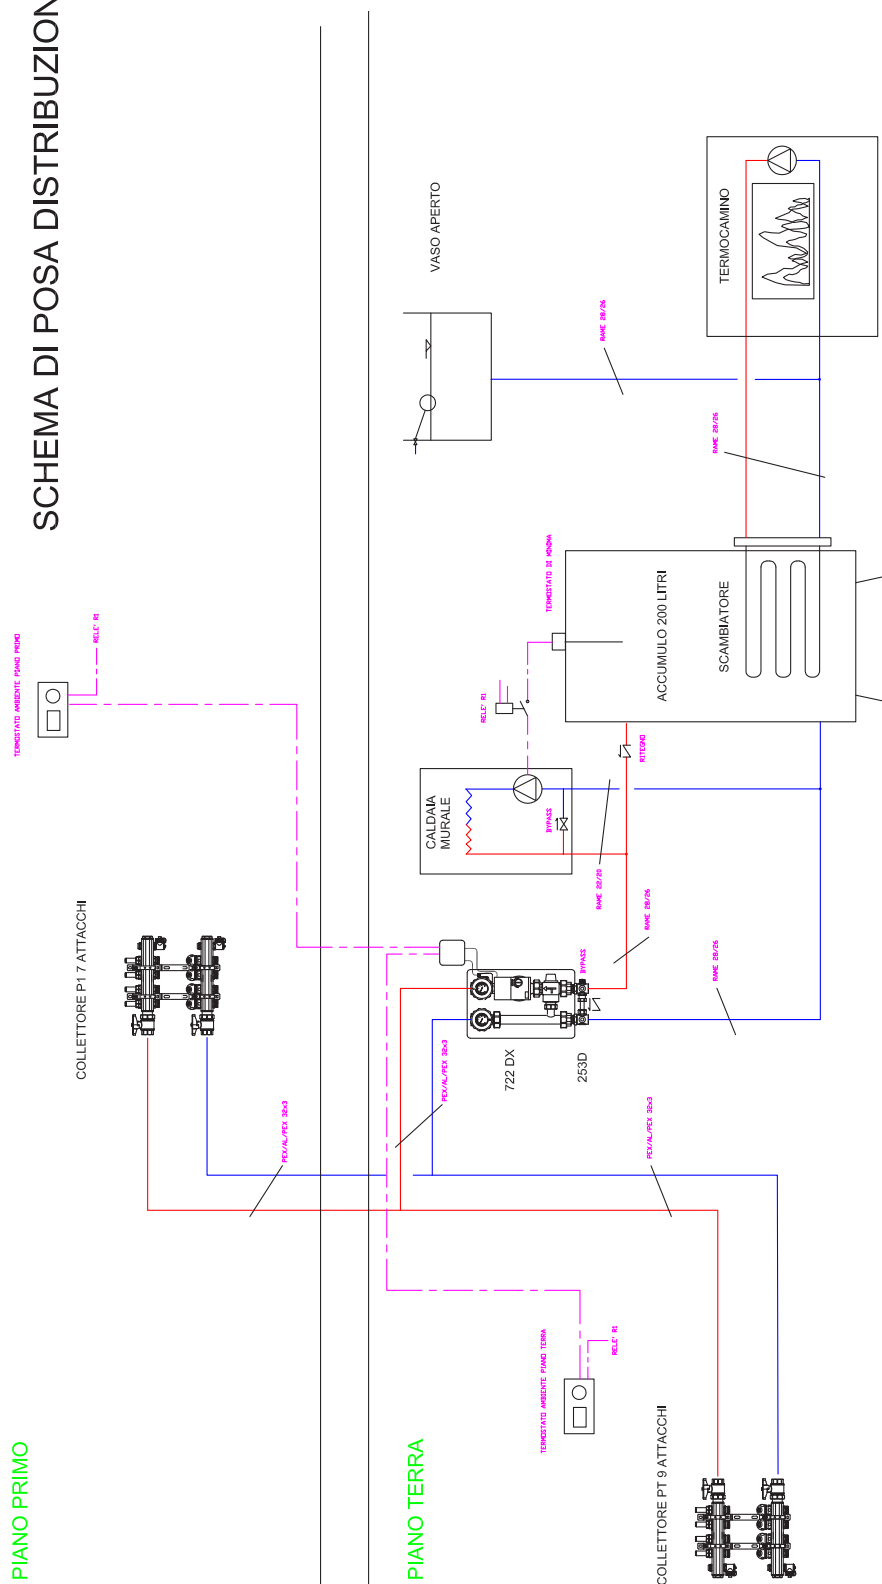 SCHEMA DI POSA DISTRIBUZION
PIANO PRIMO
TERMOSTATO AMBIENTE PIANO PRIMO
RELE' R1
COLLETTORE P1 7 ATTACCHI
PEX/AL/PEX 32x3
PIANO TERRA
VASO APERTO
RAME 28/26
TERMOCAMINO
RAME 28/26
TERMOSTATO DI MINIMA
ACCUMULO 200 LITRI
SCAMBIATORE
RELE' R1
RITEGNO
CALDAIA
MURALE
BYPASS
RAME 22/20
RAME 28/26
RAME 28/26
BYPASS
722 DX
253D
PEX/AL/PEX 32x3
PEX/AL/PEX 32x3
TERMOSTATO AMBIENTE PIANO TERRA
RELE' R1
COLLETTORE PT 9 ATTACCHI